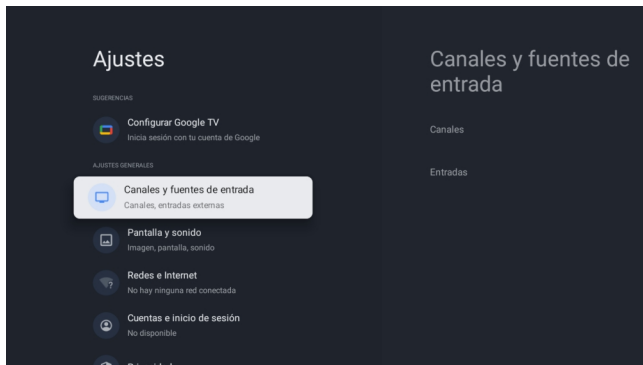 Ajustes
SUGERENCIAS
Configurar Google TV
Inicia sesión con tu cuenta de Google
AJUSTES GENERALES
Canales y fuentes de entrada
Canales, entradas externas
Pantalla y sonido
Imagen, pantalla, sonido
Redes e Internet
No hay ninguna red conectada
Cuentas e inicio de sesión
No disponible
Canales y fuentes de
entrada
Canales
Entradas